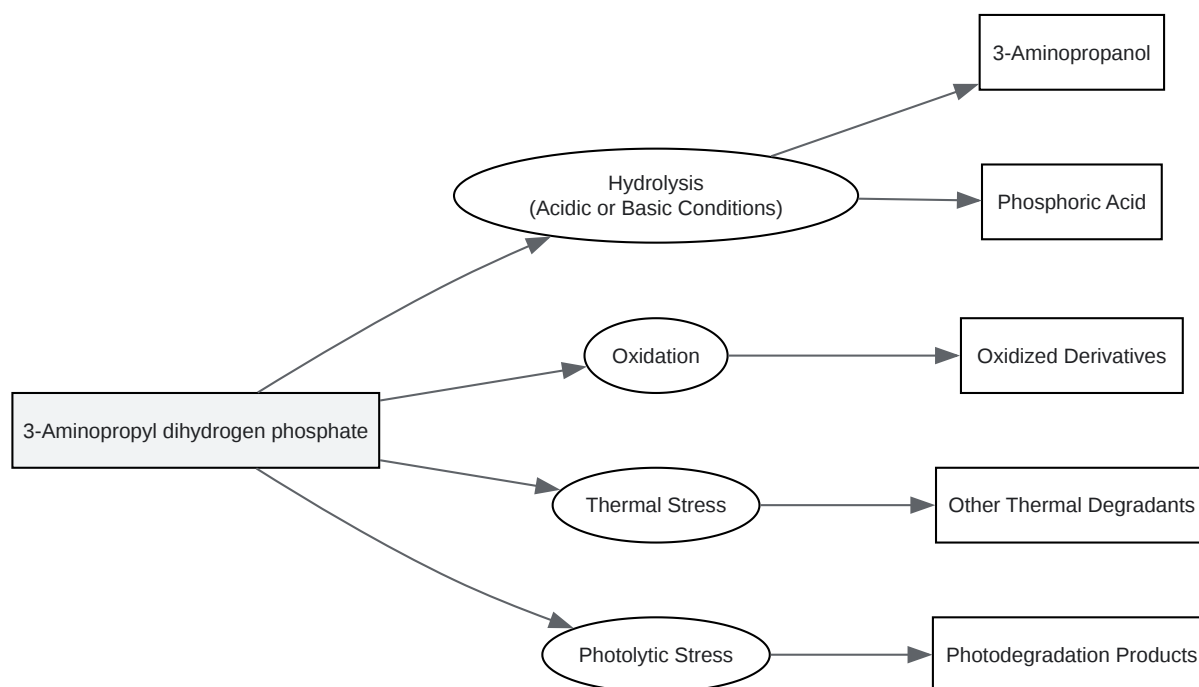 3-Aminopropanol
Hydrolysis
(Acidic or Basic Conditions)
Phosphoric Acid
Oxidation
Oxidized Derivatives
3-Aminopropyl dihydrogen phosphate
Thermal Stress
Other Thermal Degradants
Photolytic Stress
Photodegradation Products